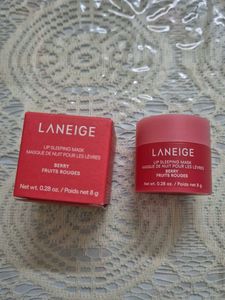 LANEIGE
LIP SLEEPING MASK
MASQUE DE NUIT POUR LES LÈVRES
BERRY
FRUITS ROUGES
Net wt. 0.28 oz. / Poids net 8 g
LANEIGE
LIP SLEEPING MASK
MASQUE DE NUIT POUR LES LÈVRES
BERRY
FRUITS ROUGES
Net wt. 0.28 oz. / Poids net 8 g